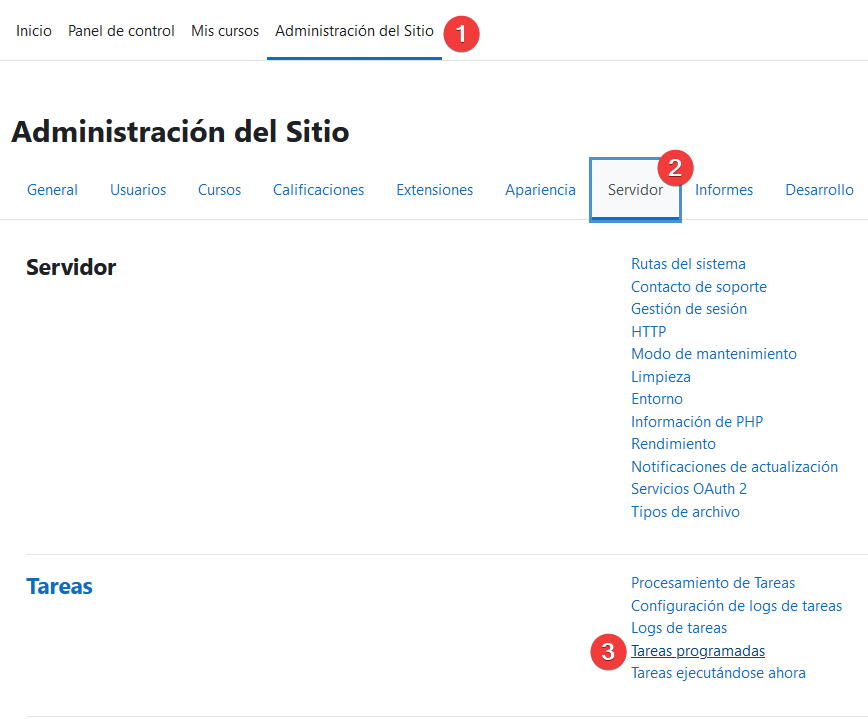 Inicio Panel de control Mis cursos Administración del Sitio 1
Administración del Sitio
General Usuarios Cursos Calificaciones Extensiones Apariencia Servidor 2 Informes Desarrollo
Servidor
Rutas del sistema
Contacto de soporte
Gestión de sesión
HTTP
Modo de mantenimiento
Limpieza
Entorno
Información de PHP
Rendimiento
Notificaciones de actualización
Servicios OAuth 2
Tipos de archivo
Tareas
Procesamiento de Tareas
Configuración de logs de tareas
Logs de tareas
3 Tareas programadas
Tareas ejecutándose ahora